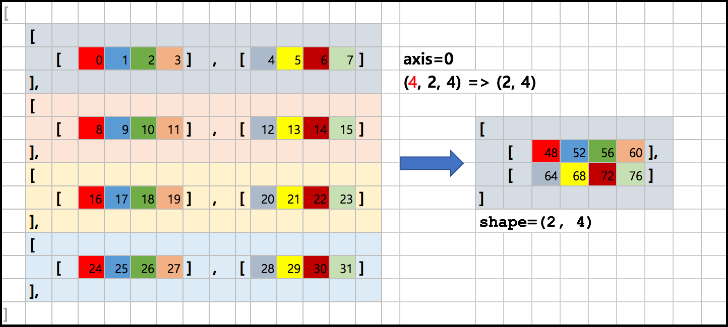 [
[
[ 0 1 2 3 ] , [ 4 5 6 7 ]
],
[
[ 8 9 10 11 ] , [ 12 13 14 15 ]
],
[
[ 16 17 18 19 ] , [ 20 21 22 23 ]
],
[
[ 24 25 26 27 ] , [ 28 29 30 31 ]
],
]
axis=0
(4, 2, 4) => (2, 4)
[
[ 48 52 56 60 ],
[ 64 68 72 76 ]
]
shape=(2, 4)